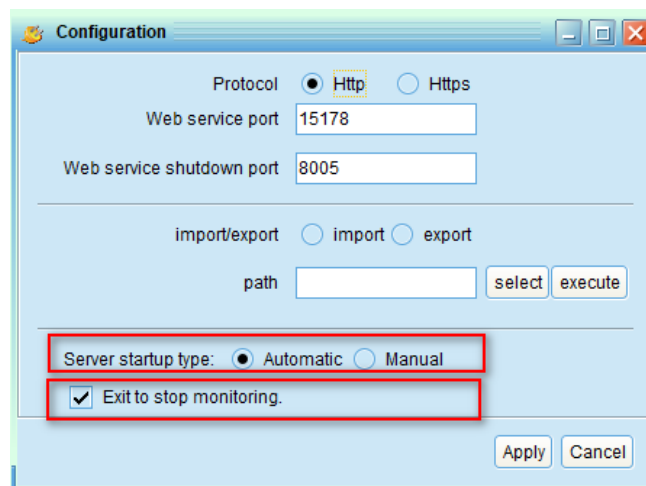 Configuration
Protocol Http Https
Web service port 15178
Web service shutdown port 8005
import/export import export
path select execute
Server startup type: Automatic Manual
Exit to stop monitoring.
Apply Cancel